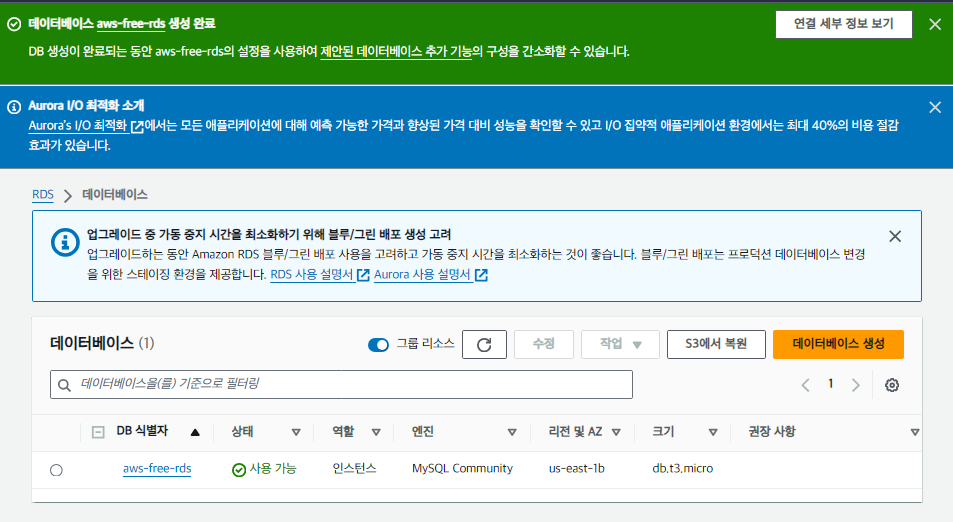 데이터베이스 aws-free-rds 생성 완료
연결 세부 정보 보기
DB 생성이 완료되는 동안 aws-free-rds의 설정을 사용하여 제안된 데이터베이스 추가 기능의 구성을 간소화할 수 있습니다.
Aurora I/O 최적화 소개
Aurora's I/O 최적화에서는 모든 애플리케이션에 대해 예측 가능한 가격과 향상된 가격 대비 성능을 확인할 수 있고 I/O 집약적 애플리케이션 환경에서는 최대 40%의 비용 절감
효과가 있습니다.
RDS > 데이터베이스
업그레이드 중 가동 중지 시간을 최소화하기 위해 블루/그린 배포 생성 고려
업그레이드하는 동안 Amazon RDS 블루/그린 배포 사용을 고려하고 가동 중지 시간을 최소화하는 것이 좋습니다. 블루/그린 배포는 프로덕션 데이터베이스 변경
을 위한 스테이징 환경을 제공합니다. RDS 사용 설명서 Aurora 사용 설명서
데이터베이스 (1)
그룹 리소스
수정
작업
S3에서 복원
데이터베이스 생성
데이터베이스을(를) 기준으로 필터링
1
DB 식별자 상태 역할 엔진 리전 및 AZ 크기 권장 사항
aws-free-rds 사용 가능 인스턴스 MySQL Community us-east-1b db.t3.micro